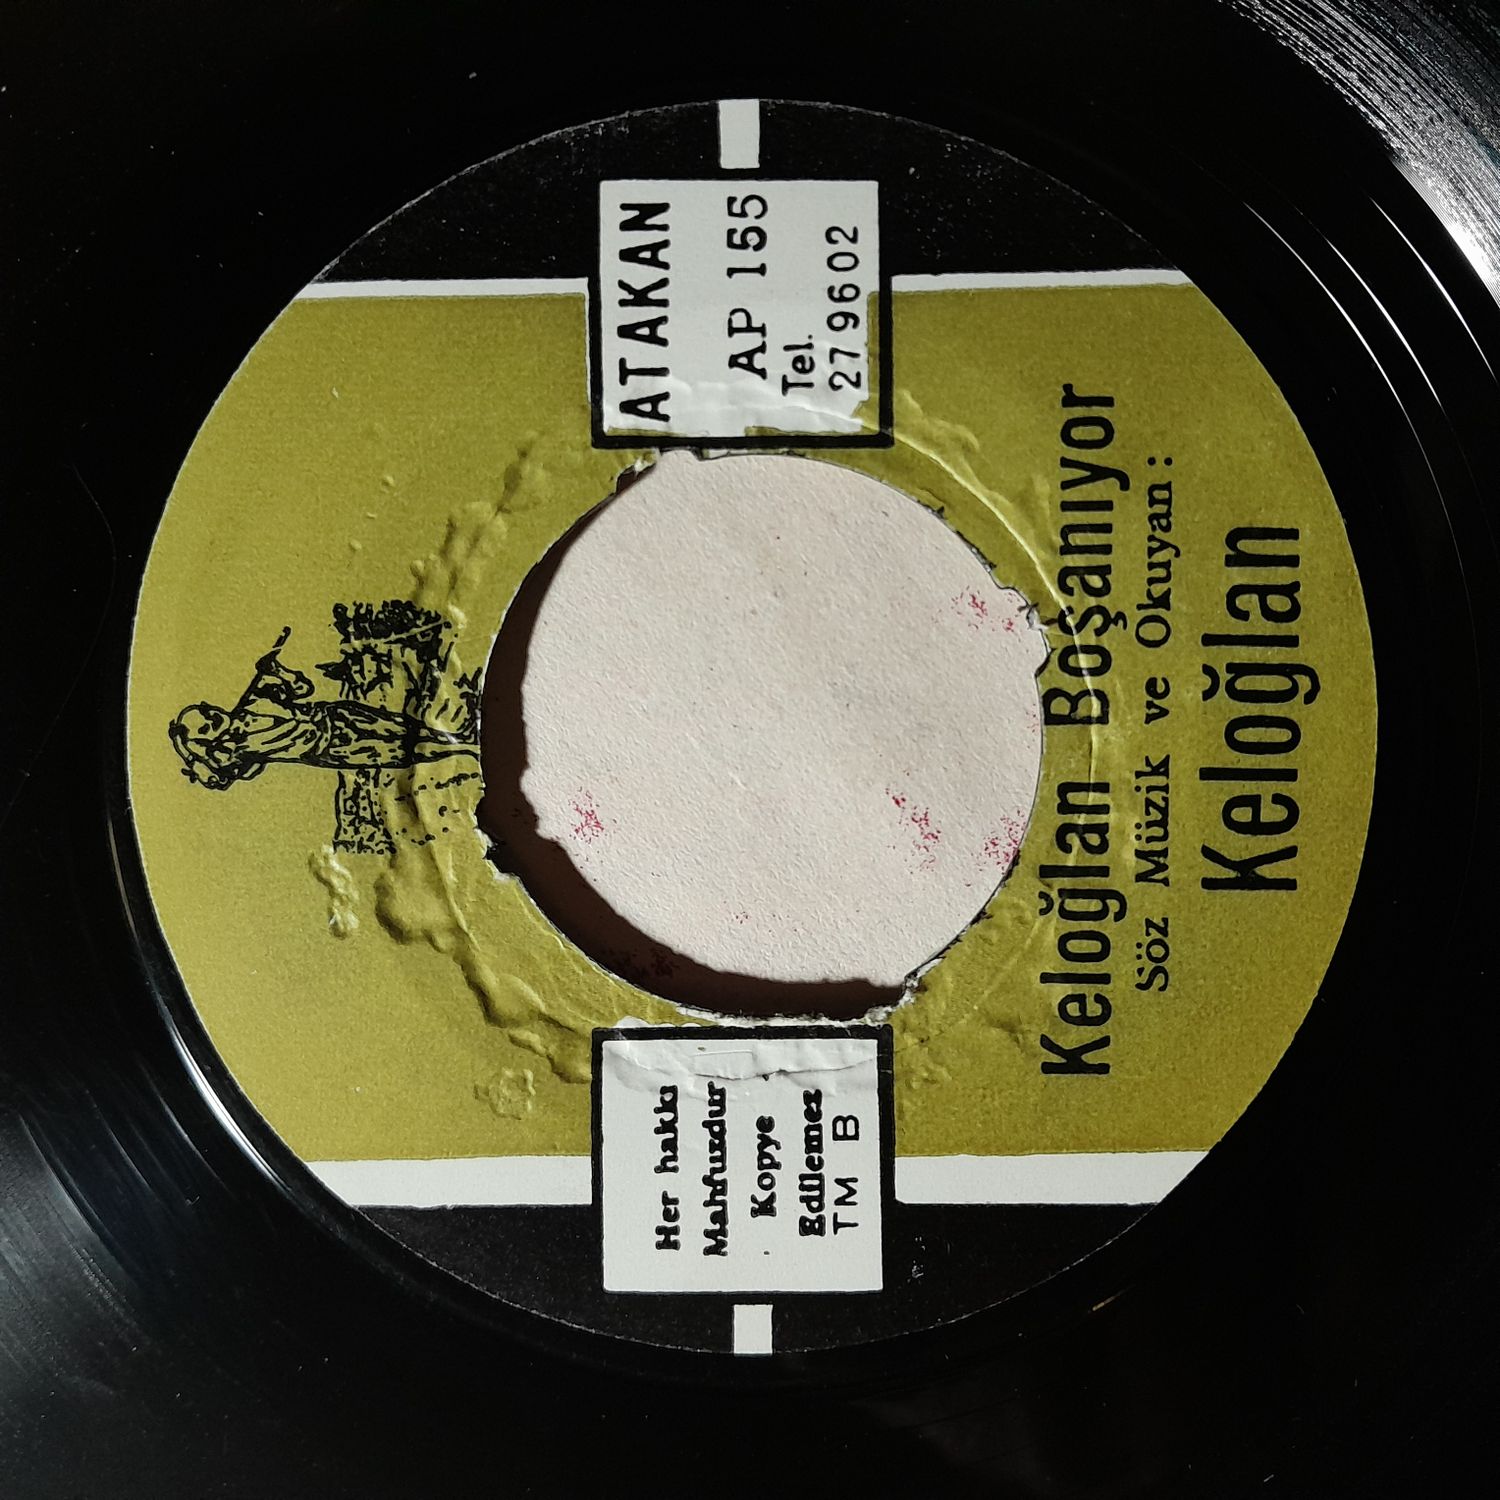 Her hakkı
Mahfuzdur
Kopye
Edilemez
TM B
ATAKAN
AP 155
Tel.
279602
Keloğlan Boşanıyor
Söz Müzik ve Okuyan :
Keloğlan